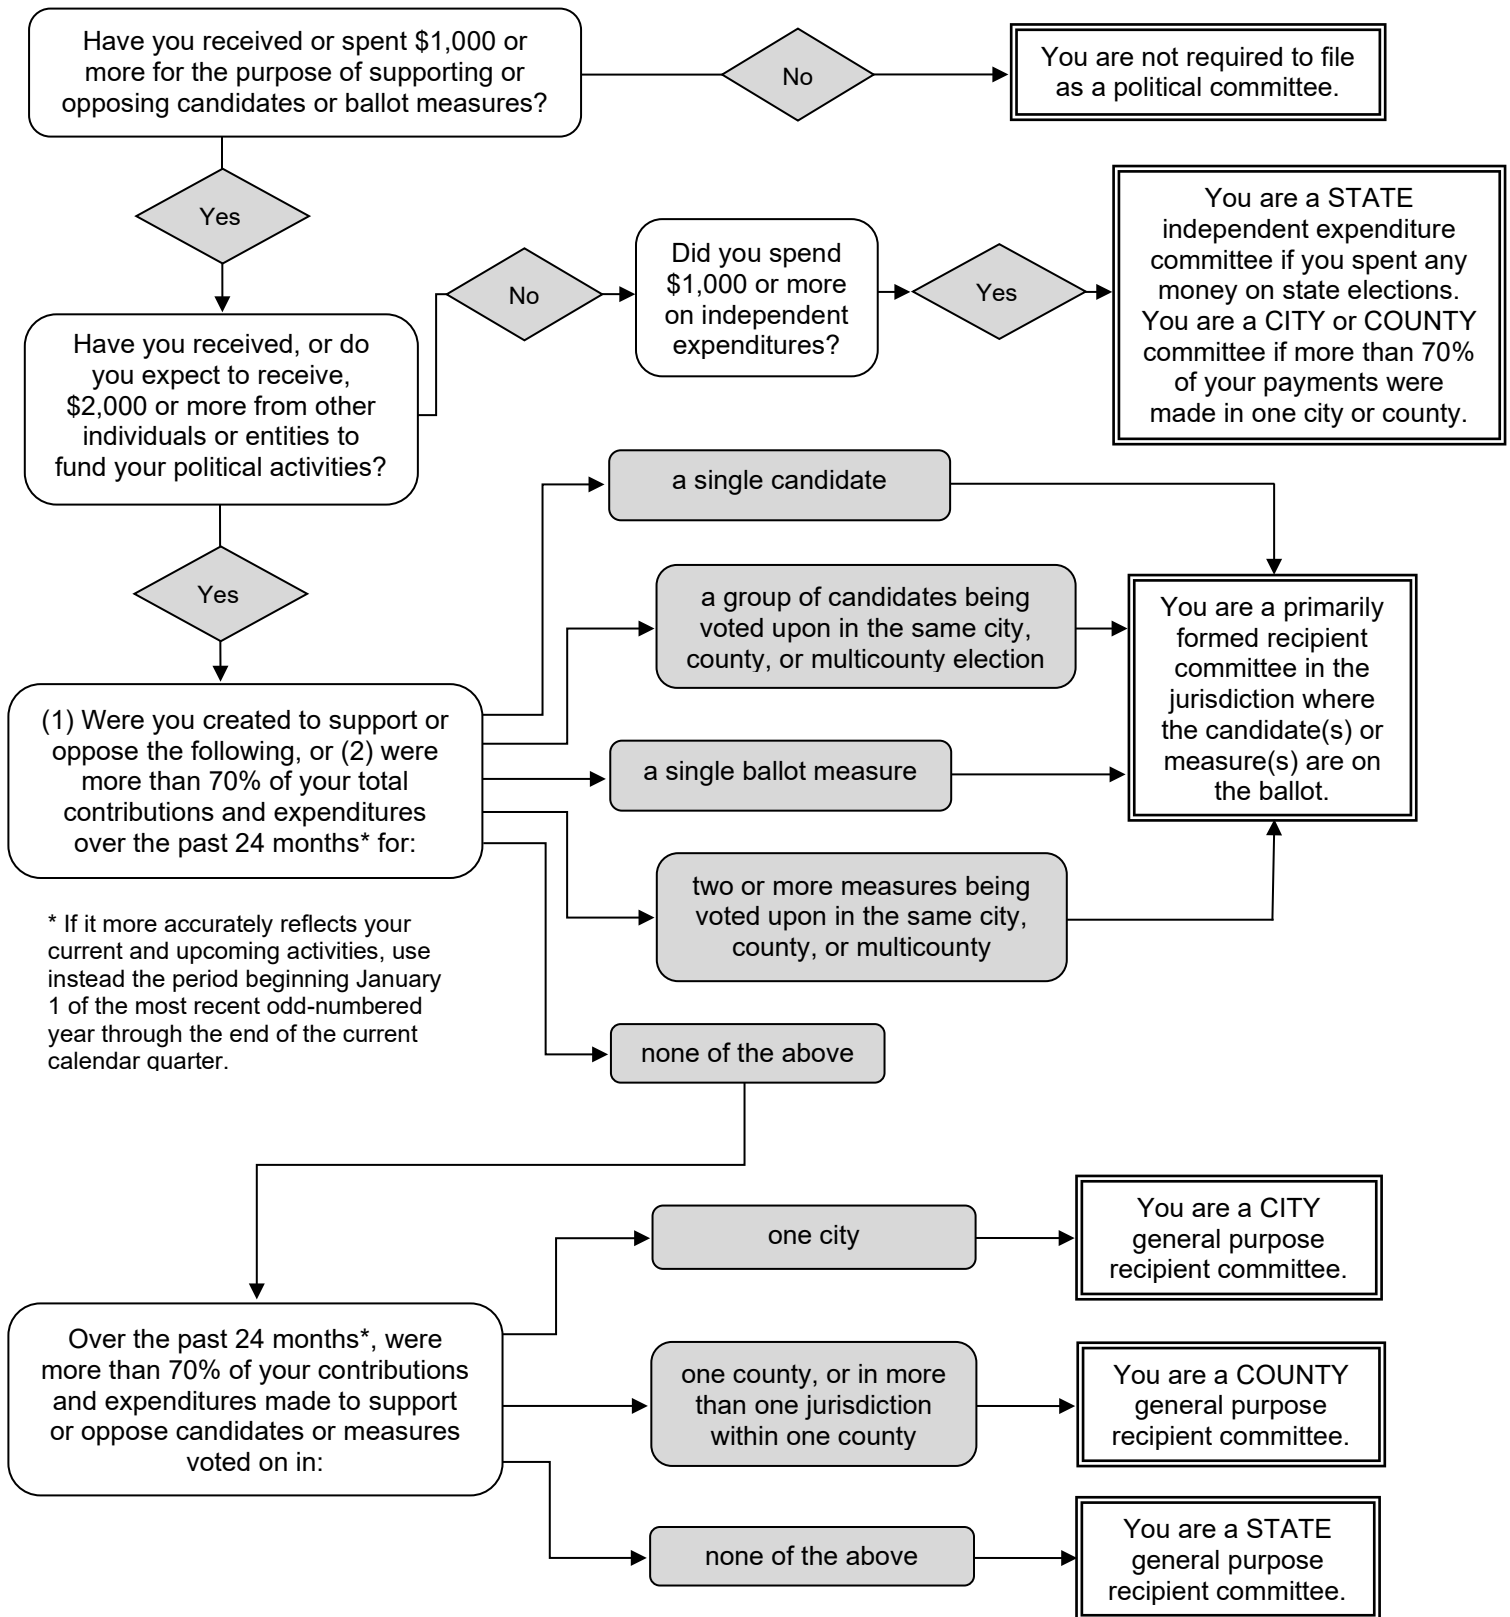 Have you received or spent $1,000 or
more for the purpose of supporting or
opposing candidates or ballot measures?
No
You are not required to file
as a political committee.
Yes
Have you received, or do
you expect to receive,
$2,000 or more from other
individuals or entities to
fund your political activities?
No
Did you spend
$1,000 or more
on independent
expenditures?
Yes
You are a STATE
independent expenditure
committee if you spent any
money on state elections.
You are a CITY or COUNTY
committee if more than 70%
of your payments were
made in one city or county.
Yes
(1) Were you created to support or
oppose the following, or (2) were
more than 70% of your total
contributions and expenditures
over the past 24 months* for:
a single candidate
a group of candidates being
voted upon in the same city,
county, or multicounty election
a single ballot measure
two or more measures being
voted upon in the same city,
county, or multicounty
none of the above
You are a primarily
formed recipient
committee in the
jurisdiction where
the candidate(s) or
measure(s) are on
the ballot.
* If it more accurately reflects your
current and upcoming activities, use
instead the period beginning January
1 of the most recent odd-numbered
year through the end of the current
calendar quarter.
Over the past 24 months*, were
more than 70% of your contributions
and expenditures made to support
or oppose candidates or measures
voted on in:
one city
You are a CITY
general purpose
recipient committee.
one county, or in more
than one jurisdiction
within one county
You are a COUNTY
general purpose
recipient committee.
none of the above
You are a STATE
general purpose
recipient committee.